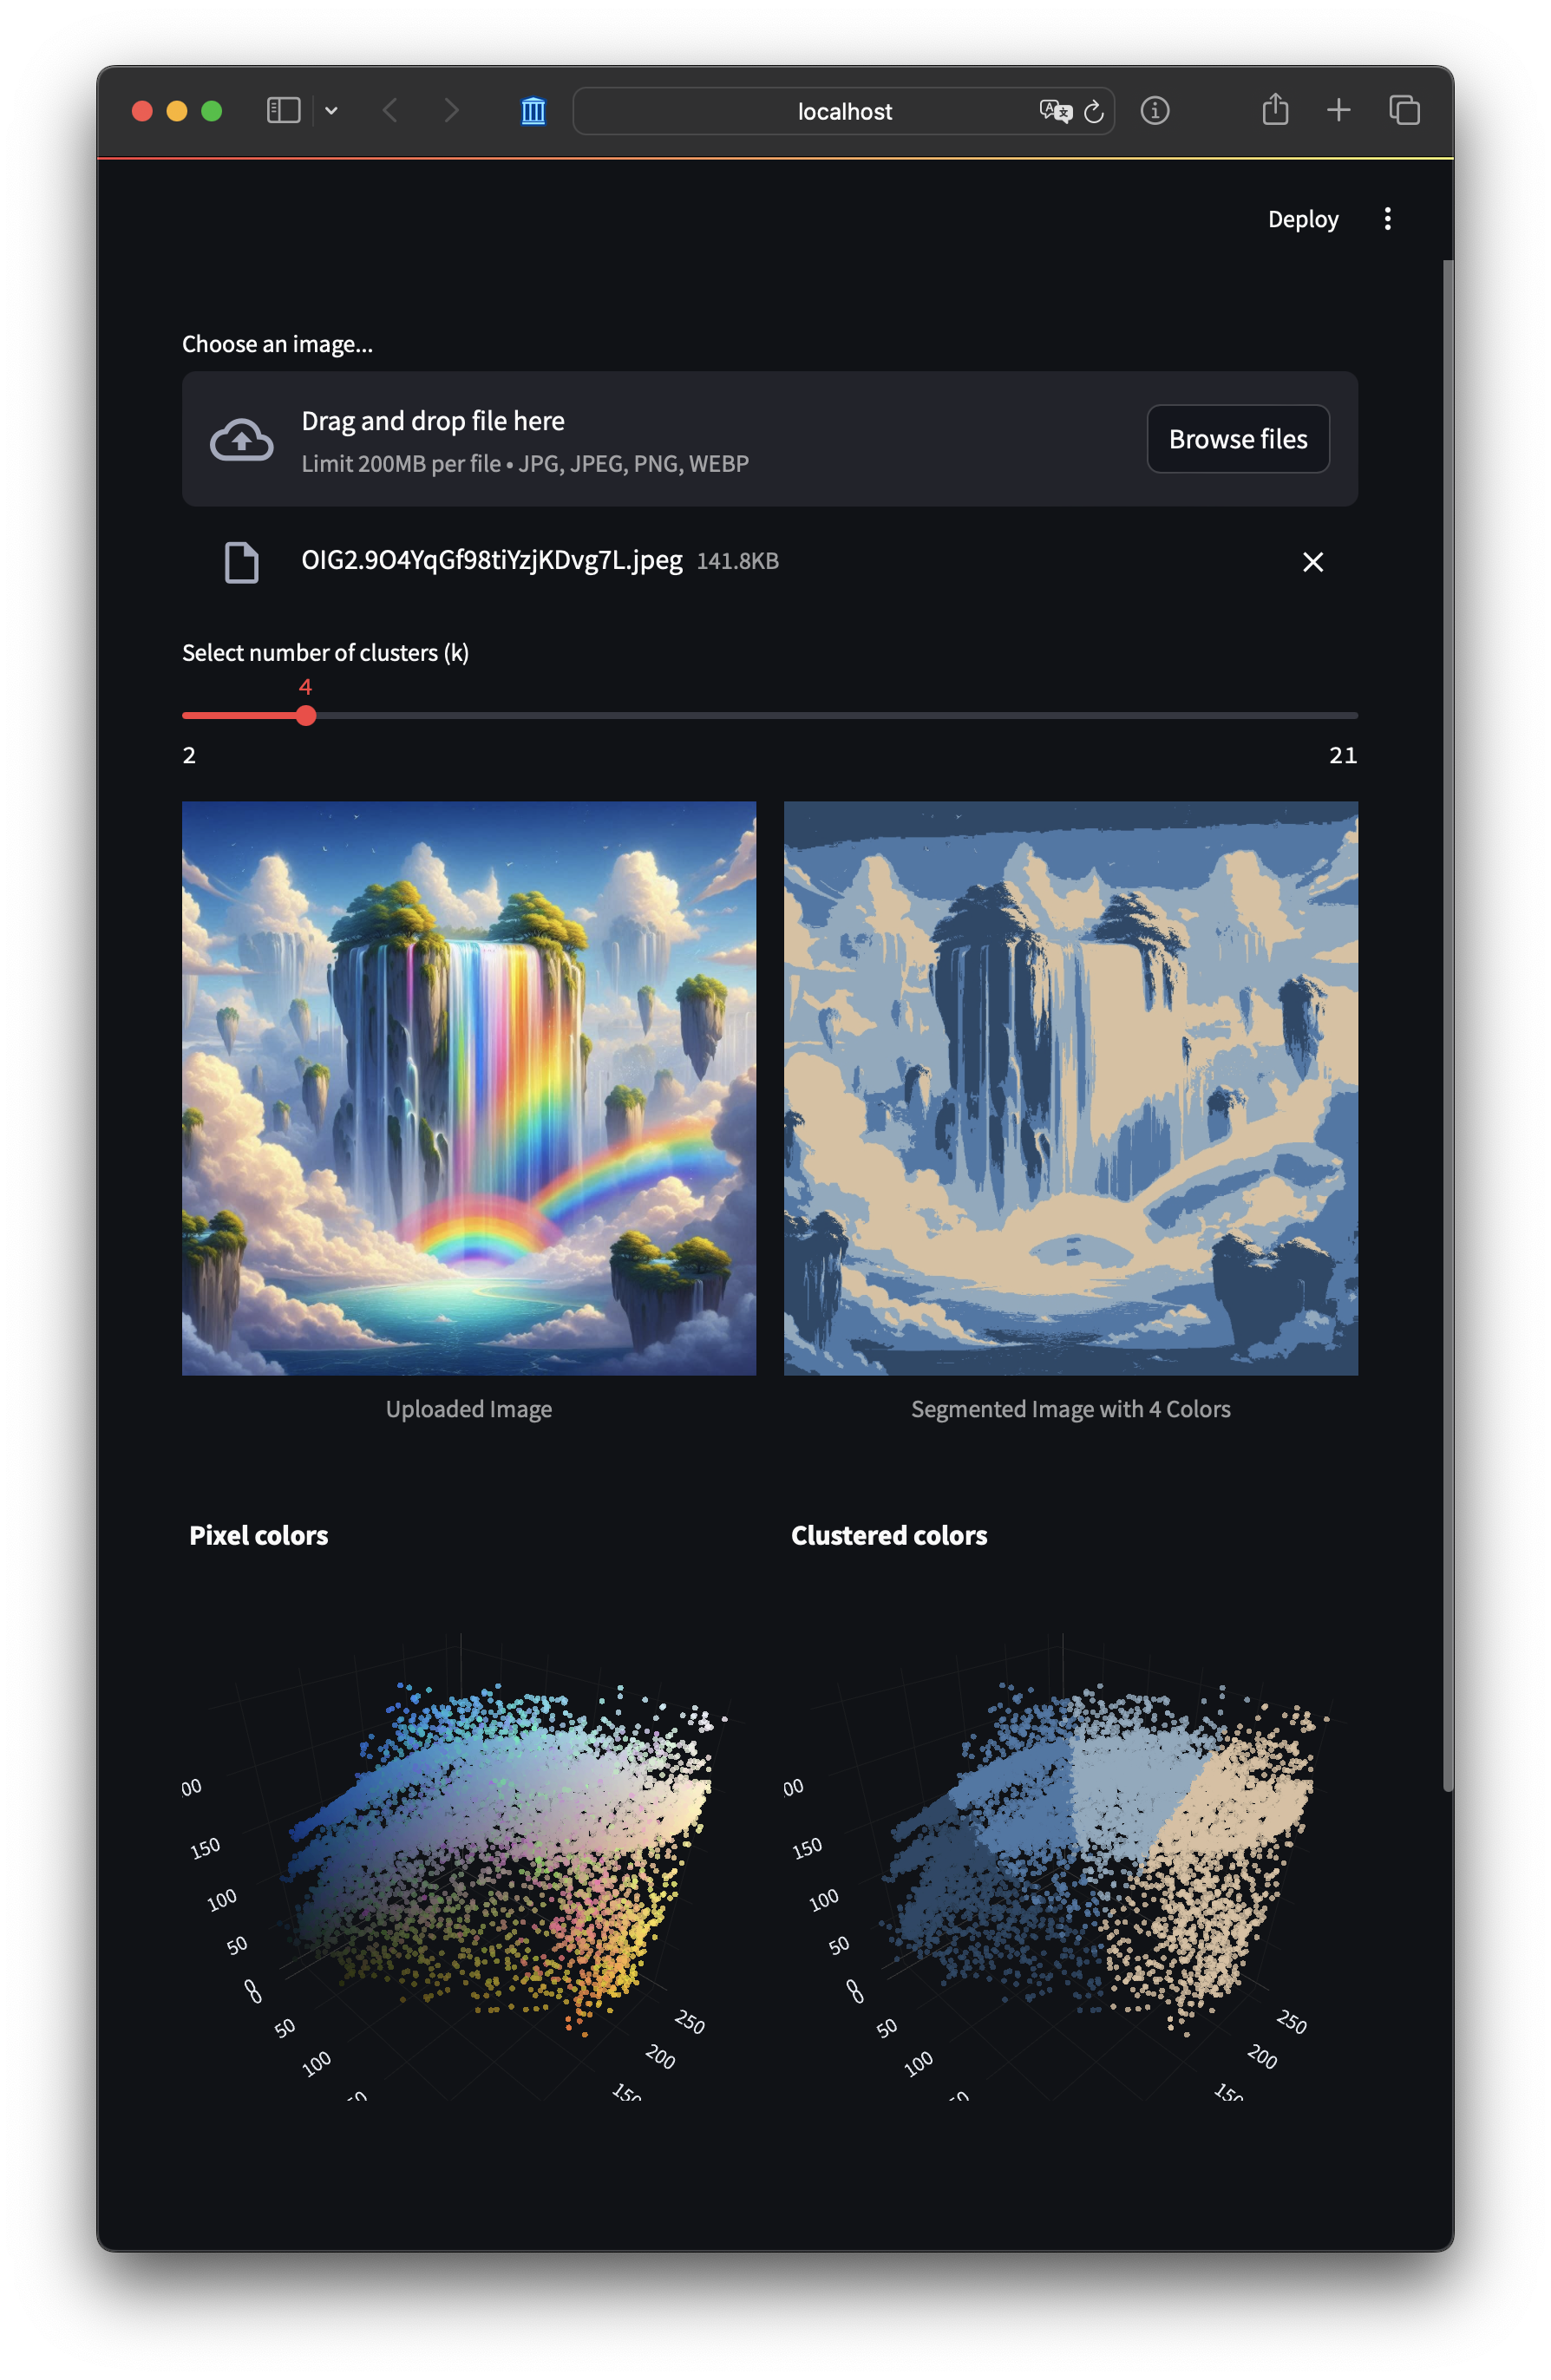 localhost
Deploy
Choose an image...
Drag and drop file here
Limit 200MB per file • JPG, JPEG, PNG, WEBP
Browse files
OIG2.9O4YqGf98tiYzjKDvg7L.jpeg 141.8KB
Select number of clusters (k)
4
2
21
Uploaded Image
Segmented Image with 4 Colors
Pixel colors
Clustered colors
00
150
100
50
0
0
50
100
250
200
150
00
150
100
50
0
0
50
100
250
200
150